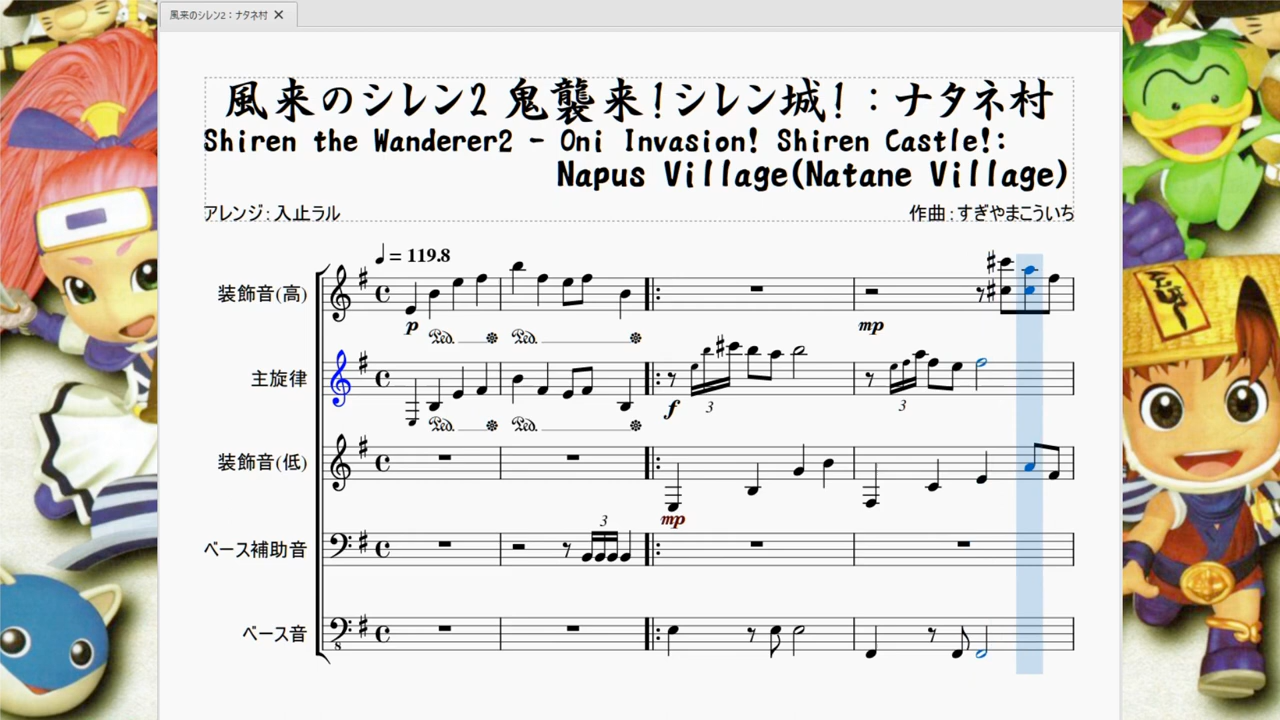 風来のシレン2：ナタネ村
風来のシレン2 鬼襲来!シレン城!：ナタネ村
Shiren the Wanderer2 - Oni Invasion! Shiren Castle!:
Napus Village(Natane Village)
アレンジ: 入止ラル
作曲：すぎやまこういち
♩ = 119.8
装飾音(高)
p
mp
主旋律
f
3
3
装飾音(低)
mp
ベース補助音
3
ベース音
8